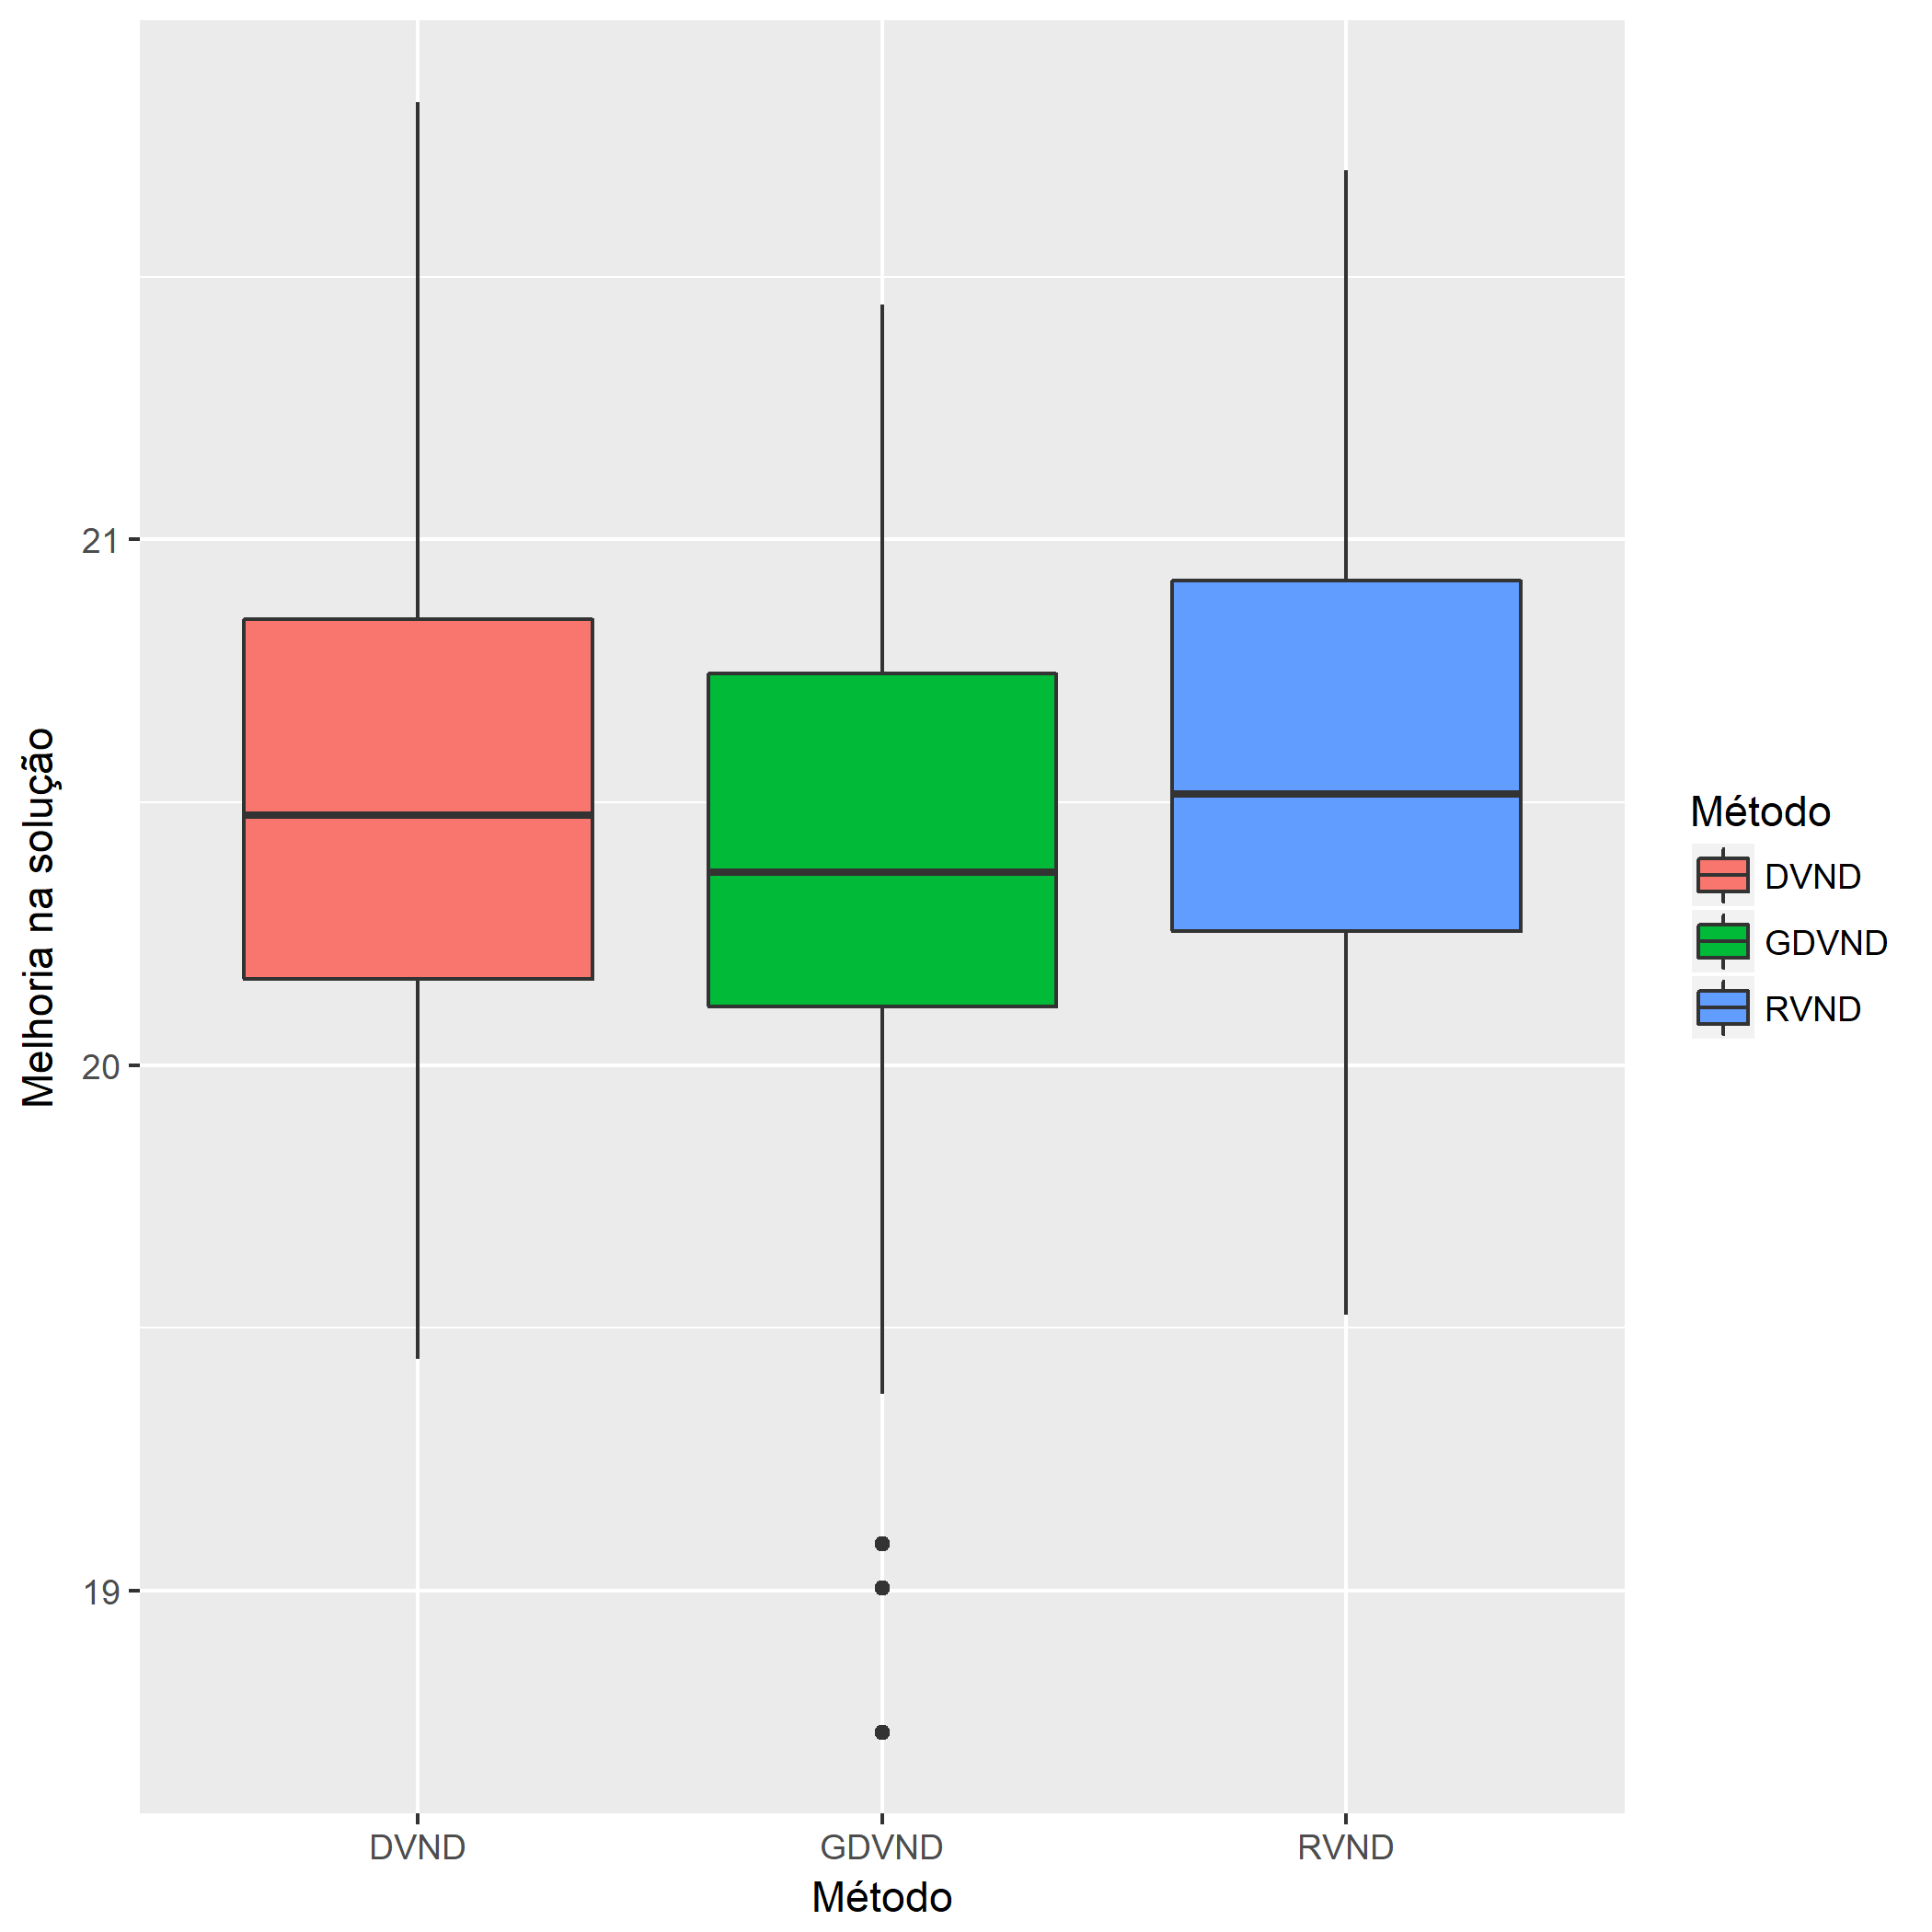 Melhoria na solução
21
20
19
DVND
GDVND
RVND
Método
Método
DVND
GDVND
RVND